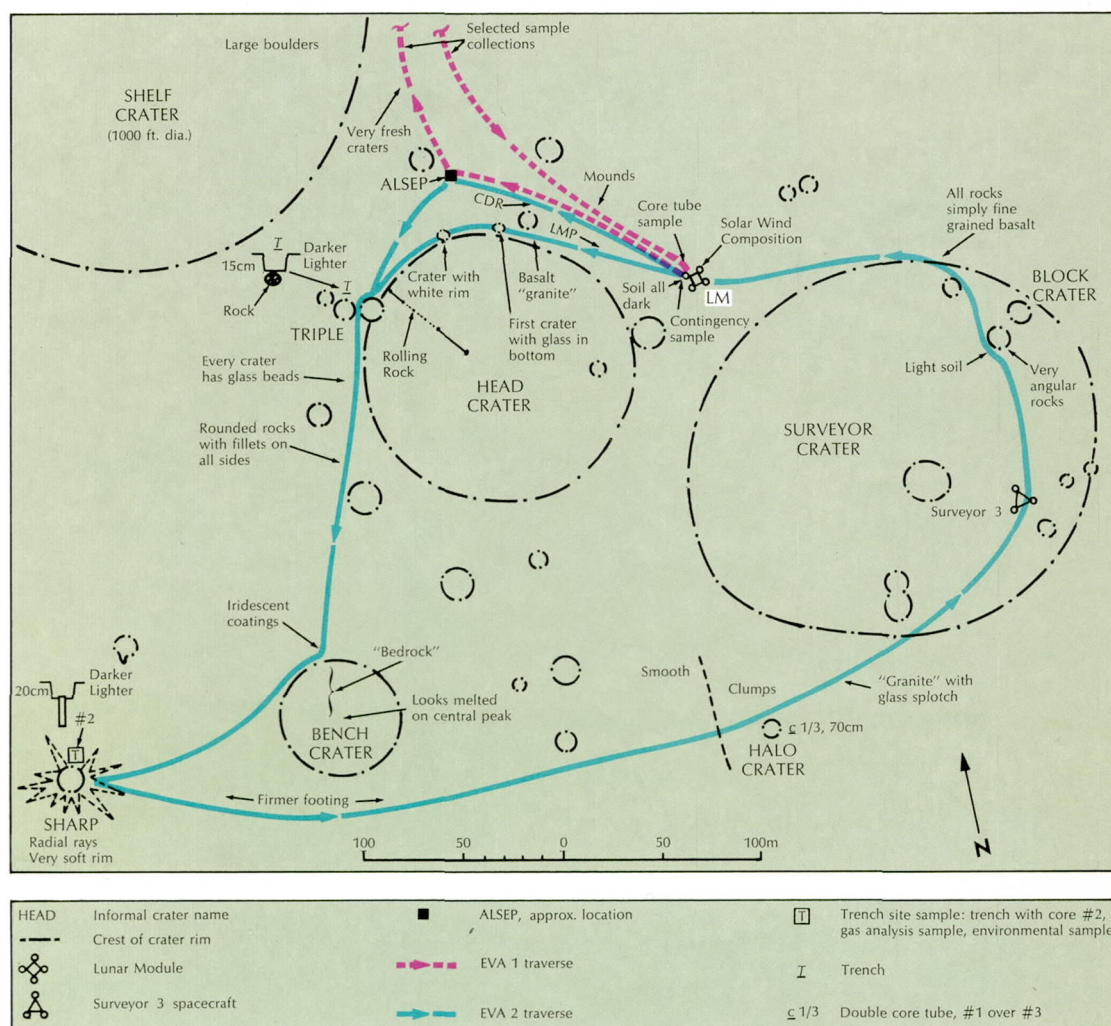 Large boulders
Selected sample
collections
SHELF
CRATER
(1000 ft. dia.)
Very fresh
craters
ALSEP
CDR
LMP
Mounds
Core tube
sample
Solar Wind
Composition
All rocks
simply fine
grained basalt
T
15cm
Darker
Lighter
Rock
T
TRIPLE
Crater with
white rim
Basalt
"granite"
Soil all
dark
LM
Contingency
sample
BLOCK
CRATER
Rolling
Rock
First crater
with glass in
bottom
Every crater
has glass beads
HEAD
CRATER
Light soil
Very
angular
rocks
Rounded rocks
with fillets on
all sides
SURVEYOR
CRATER
Surveyor 3
Iridescent
coatings
"Bedrock"
Looks melted
on central peak
BENCH
CRATER
20cm
Darker
Lighter
#2
T
Smooth
Clumps
"Granite" with
glass splotch
c 1/3, 70cm
HALO
CRATER
SHARP
Radial rays
Very soft rim
Firmer footing
100 50 0 50 100m
N
HEAD Informal crater name
Crest of crater rim
Lunar Module
Surveyor 3 spacecraft
ALSEP, approx. location
EVA 1 traverse
EVA 2 traverse
T Trench site sample: trench with core #2,
gas analysis sample, environmental sample
T Trench
c 1/3 Double core tube, #1 over #3